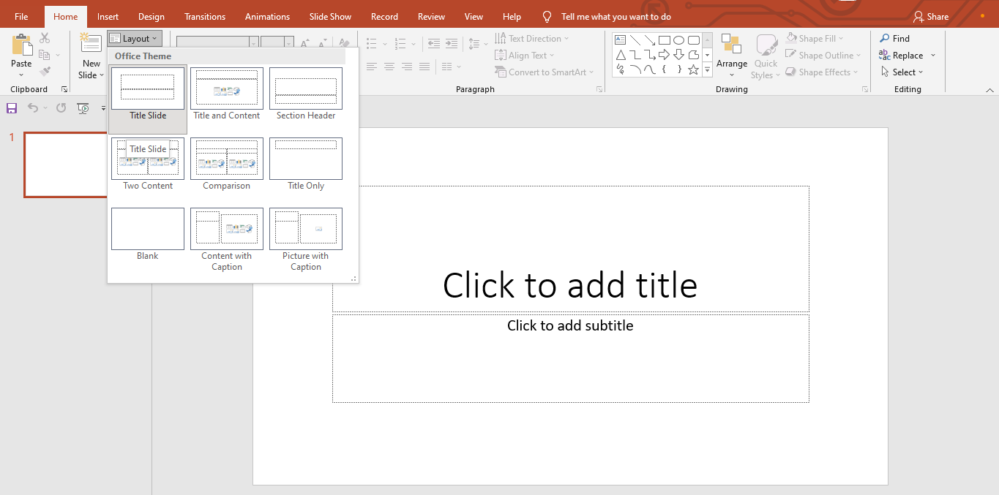 File Home Insert Design Transitions Animations Slide Show Record Review View Help Tell me what you want to do Share
Paste
Clipboard
New
Slide
Layout
Text Direction
Align Text
Convert to SmartArt
Paragraph
Arrange
Quick
Styles
Shape Fill
Shape Outline
Shape Effects
Drawing
Find
Replace
Select
Editing
Office Theme
Title Slide
Title and Content
Section Header
Title Slide
Two Content
Comparison
Title Only
Blank
Content with
Caption
Picture with
Caption
1
Click to add title
Click to add subtitle